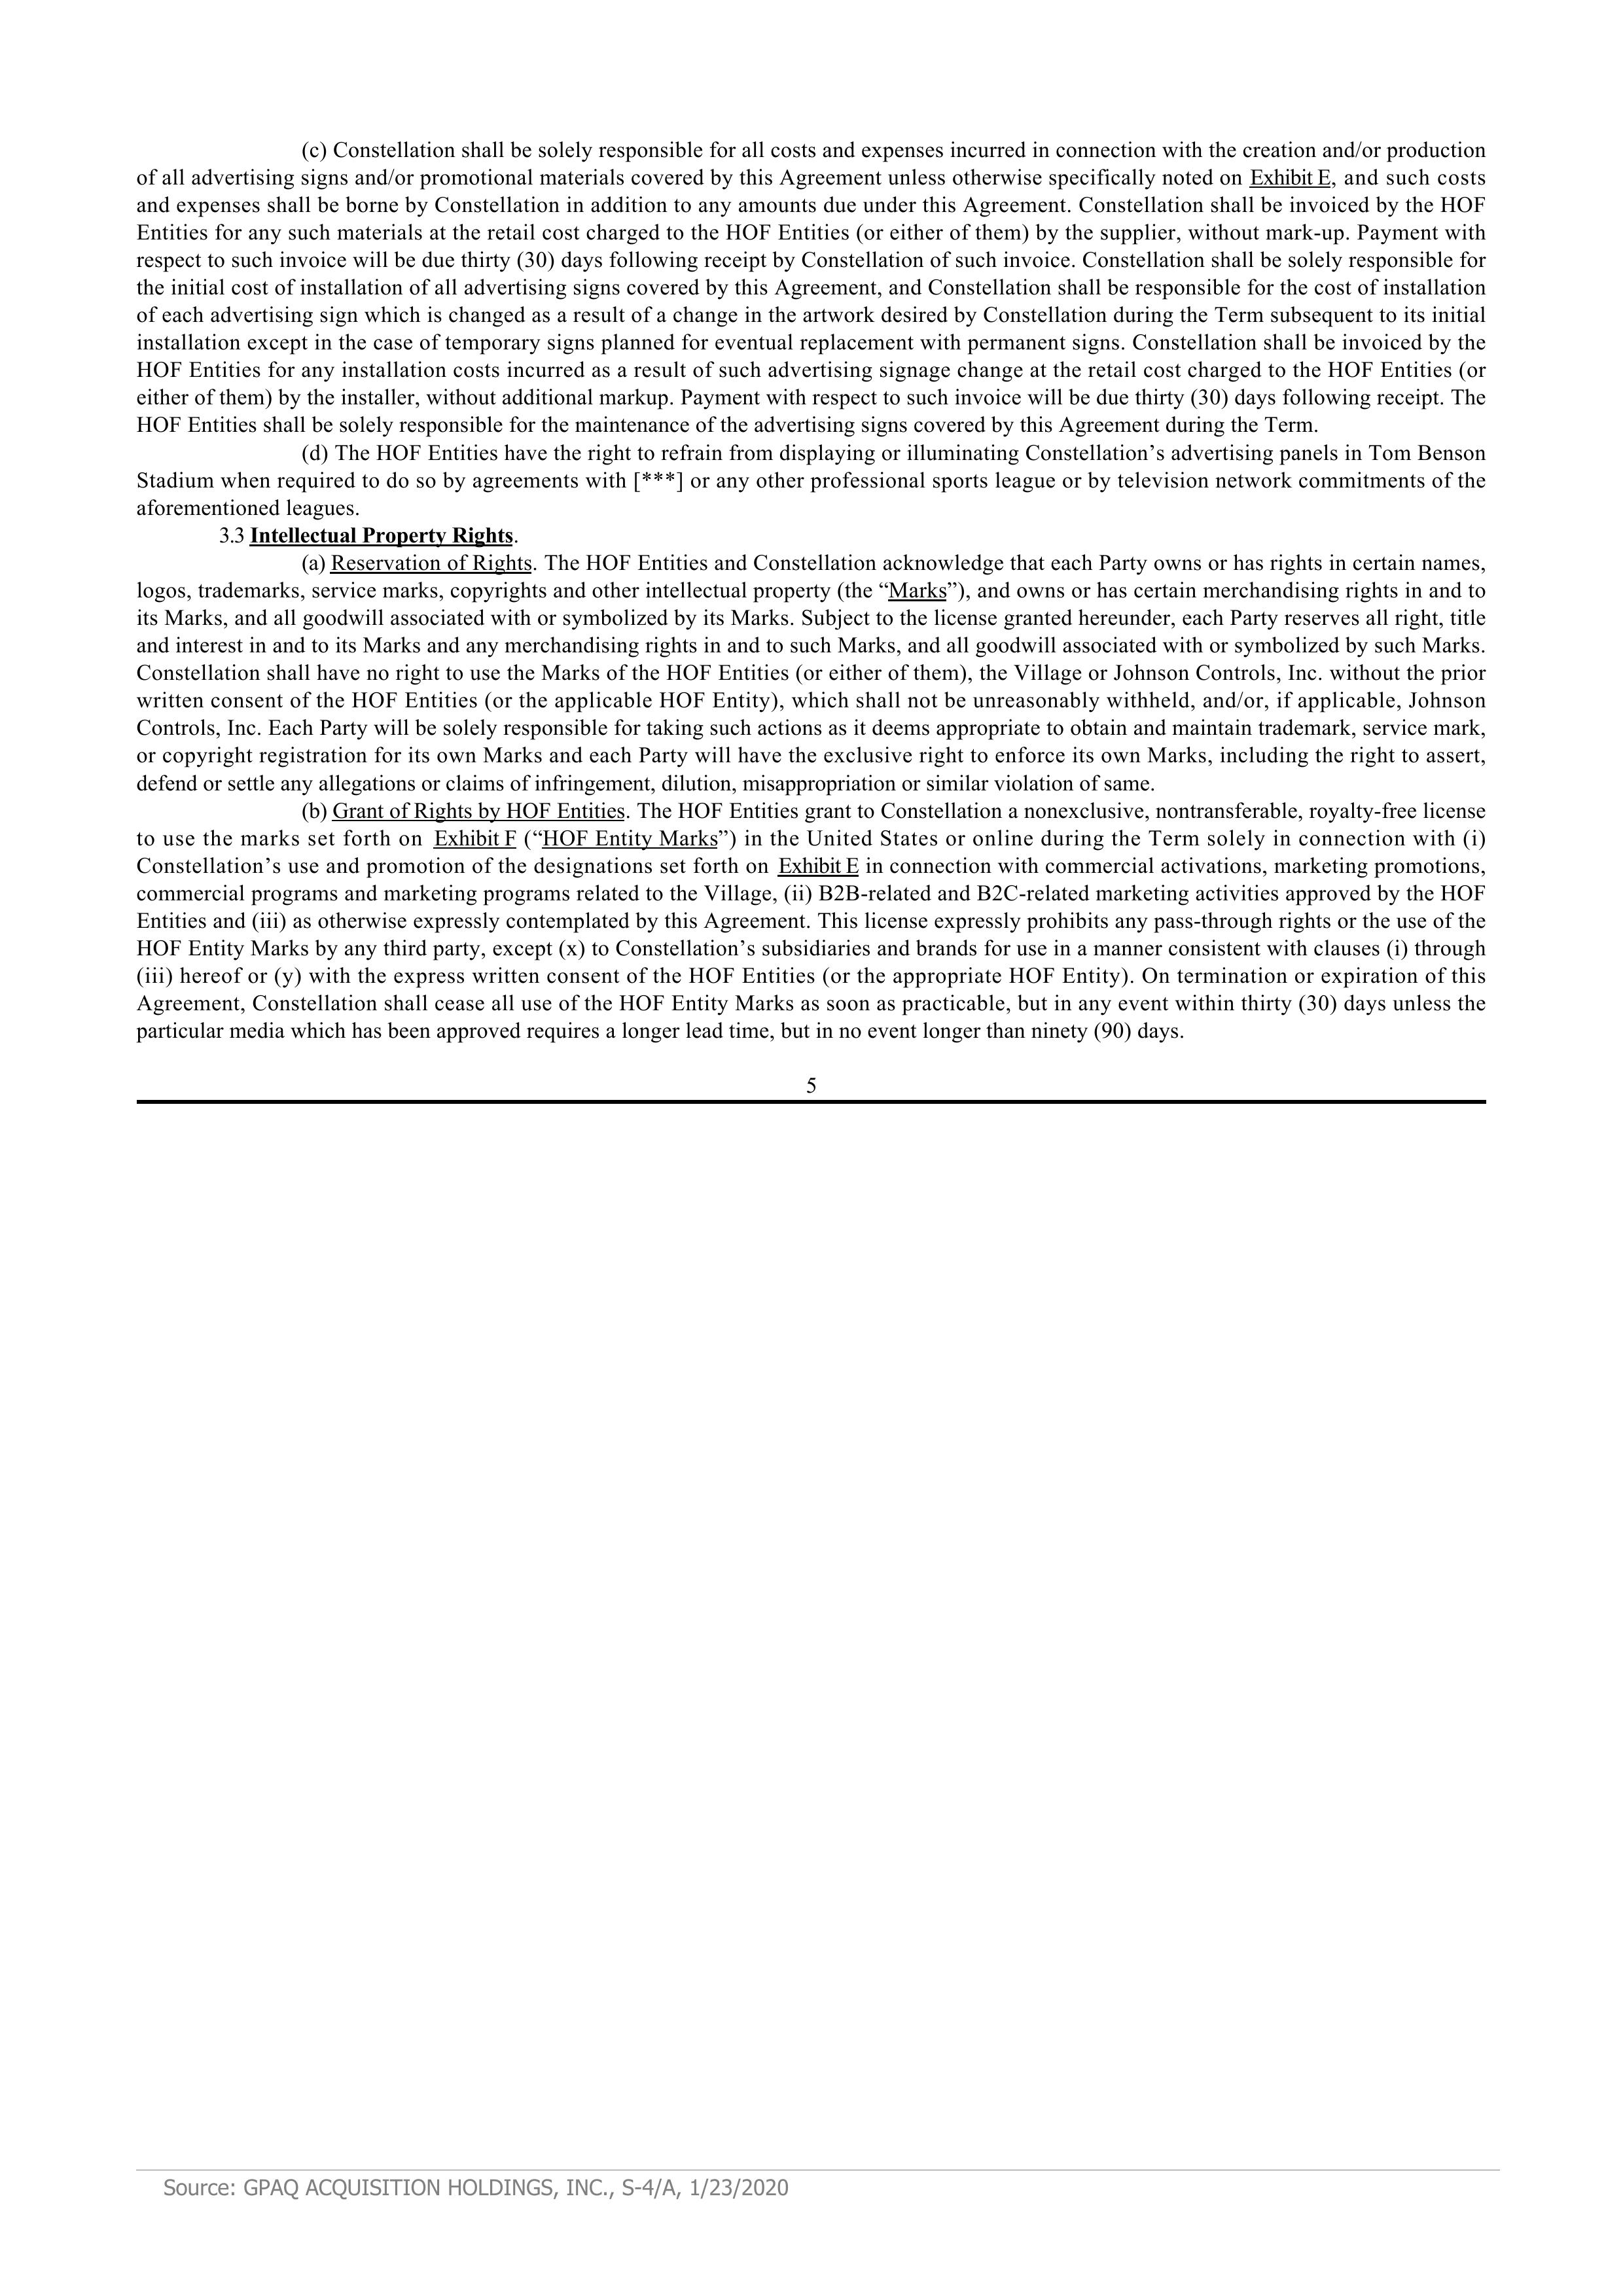 (c) Constellation shall be solely responsible for all costs and expenses incurred in connection with the creation and/or production
of all advertising signs and/or promotional materials covered by this Agreement unless otherwise specifically noted on Exhibit E, and such costs
and expenses shall be borne by Constellation in addition to any amounts due under this Agreement. Constellation shall be invoiced by the HOF
Entities for any such materials at the retail cost charged to the HOF Entities (or either of them) by the supplier, without mark-up. Payment with
respect to such invoice will be due thirty (30) days following receipt by Constellation of such invoice. Constellation shall be solely responsible for
the initial cost of installation of all advertising signs covered by this Agreement, and Constellation shall be responsible for the cost of installation
of each advertising sign which is changed as a result of a change in the artwork desired by Constellation during the Term subsequent to its initial
installation except in the case of temporary signs planned for eventual replacement with permanent signs. Constellation shall be invoiced by the
HOF Entities for any installation costs incurred as a result of such advertising signage change at the retail cost charged to the HOF Entities (or
either of them) by the installer, without additional markup. Payment with respect to such invoice will be due thirty (30) days following receipt. The
HOF Entities shall be solely responsible for the maintenance of the advertising signs covered by this Agreement during the Term.
(d) The HOF Entities have the right to refrain from displaying or illuminating Constellation’s advertising panels in Tom Benson
Stadium when required to do so by agreements with [***] or any other professional sports league or by television network commitments of the
aforementioned leagues.
3.3 Intellectual Property Rights.
(a) Reservation of Rights. The HOF Entities and Constellation acknowledge that each Party owns or has rights in certain names,
logos, trademarks, service marks, copyrights and other intellectual property (the “Marks”), and owns or has certain merchandising rights in and to
its Marks, and all goodwill associated with or symbolized by its Marks. Subject to the license granted hereunder, each Party reserves all right, title
and interest in and to its Marks and any merchandising rights in and to such Marks, and all goodwill associated with or symbolized by such Marks.
Constellation shall have no right to use the Marks of the HOF Entities (or either of them), the Village or Johnson Controls, Inc. without the prior
written consent of the HOF Entities (or the applicable HOF Entity), which shall not be unreasonably withheld, and/or, if applicable, Johnson
Controls, Inc. Each Party will be solely responsible for taking such actions as it deems appropriate to obtain and maintain trademark, service mark,
or copyright registration for its own Marks and each Party will have the exclusive right to enforce its own Marks, including the right to assert,
defend or settle any allegations or claims of infringement, dilution, misappropriation or similar violation of same.
(b) Grant of Rights by HOF Entities. The HOF Entities grant to Constellation a nonexclusive, nontransferable, royalty-free license
to use the marks set forth on Exhibit F (“HOF Entity Marks”) in the United States or online during the Term solely in connection with (i)
Constellation’s use and promotion of the designations set forth on Exhibit E in connection with commercial activations, marketing promotions,
commercial programs and marketing programs related to the Village, (ii) B2B-related and B2C-related marketing activities approved by the HOF
Entities and (iii) as otherwise expressly contemplated by this Agreement. This license expressly prohibits any pass-through rights or the use of the
HOF Entity Marks by any third party, except (x) to Constellation’s subsidiaries and brands for use in a manner consistent with clauses (i) through
(iii) hereof or (y) with the express written consent of the HOF Entities (or the appropriate HOF Entity). On termination or expiration of this
Agreement, Constellation shall cease all use of the HOF Entity Marks as soon as practicable, but in any event within thirty (30) days unless the
particular media which has been approved requires a longer lead time, but in no event longer than ninety (90) days.
5
Source: GPAQ ACQUISITION HOLDINGS, INC., S-4/A, 1/23/2020